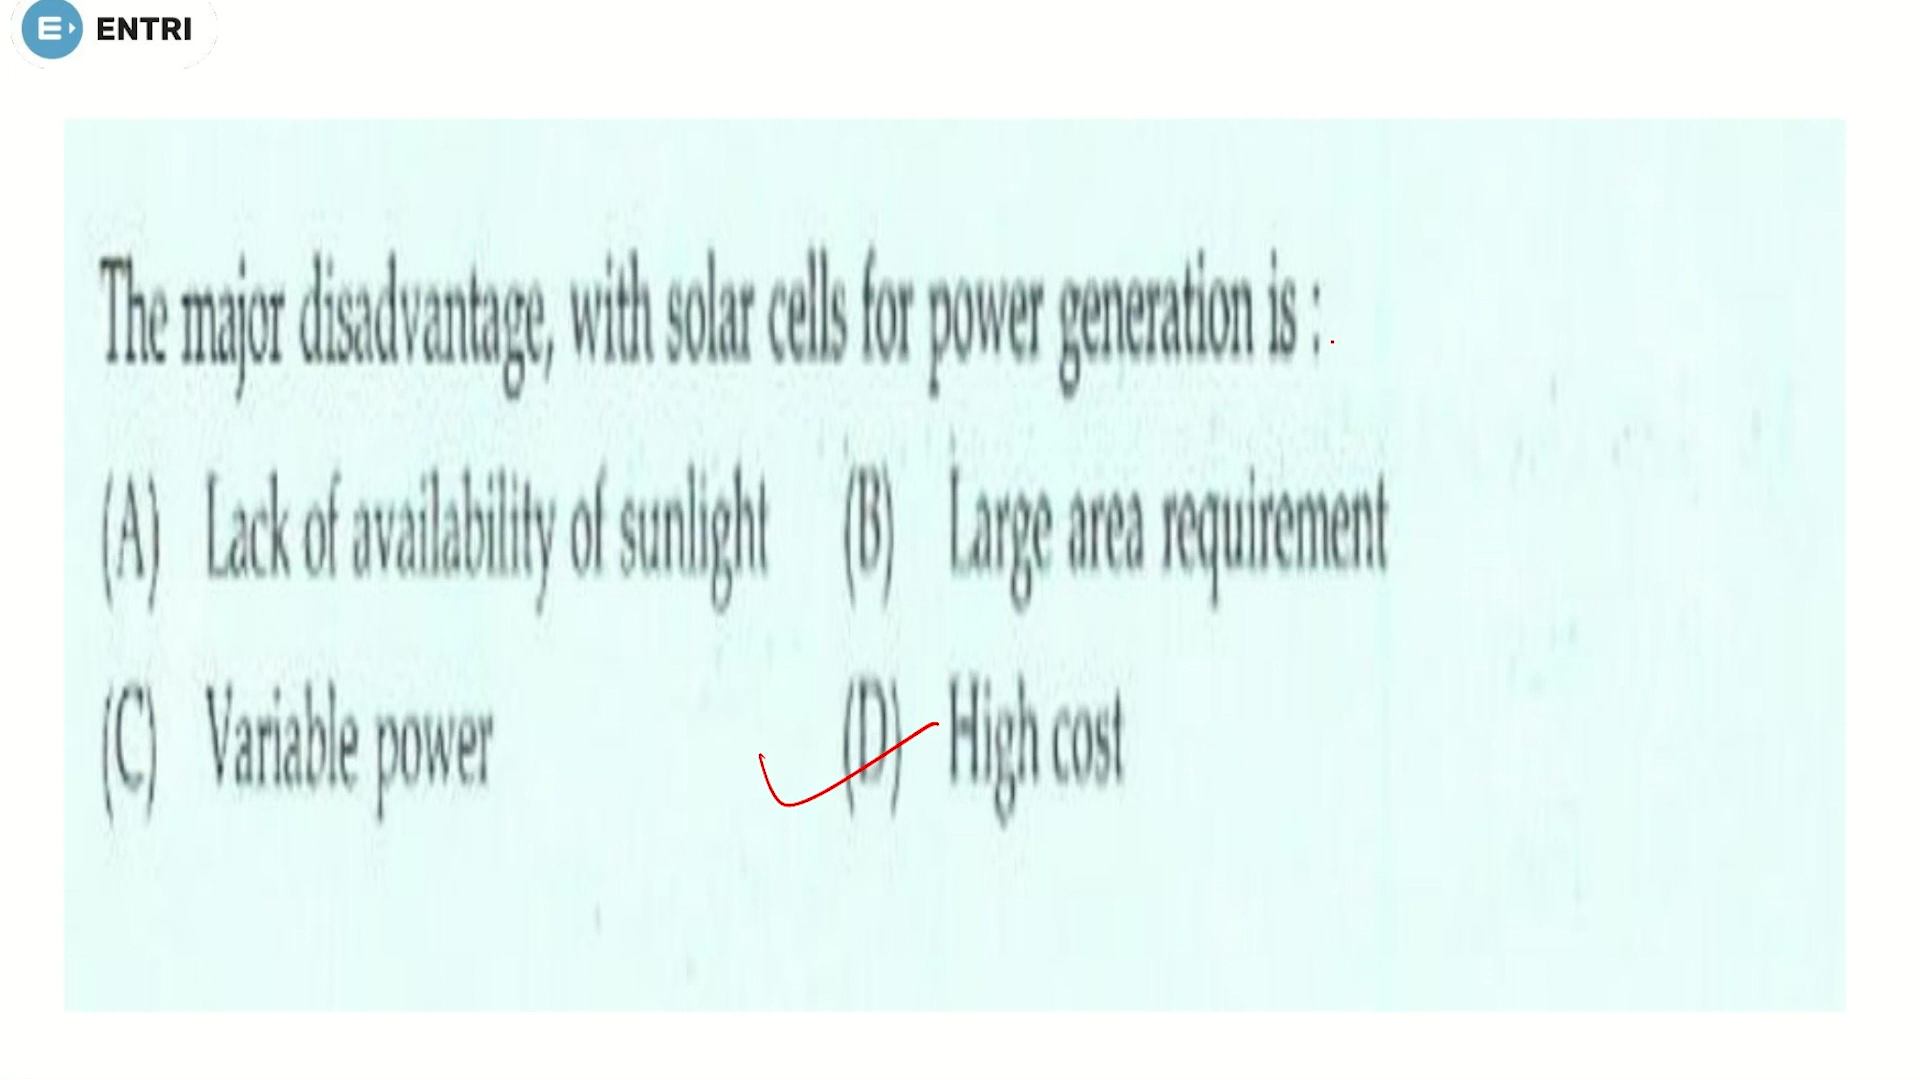 ENTRI
The major disadvantage, with solar cells for power generation is :
(A) Lack of availability of sunlight (B) Large area requirement
(C) Variable power (D) High cost